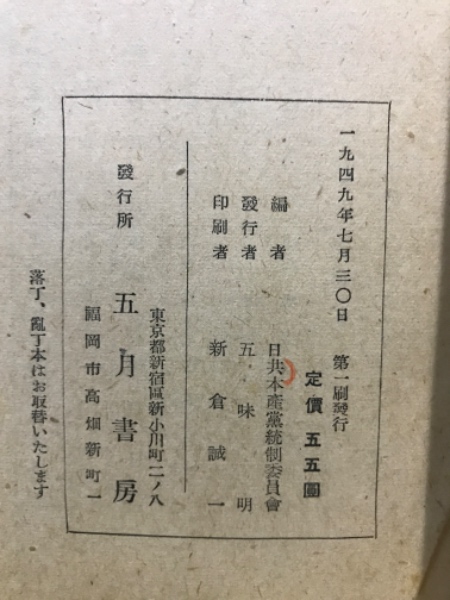 一九四九年七月三〇日　第一刷發行
定價　五五圓
編者　日共本産黨統制委員會
發行者　五味明
印刷者　新倉誠一
東京都新宿區新小川町二ノ八
發行所　五月書房
福岡市高畑新町一
落丁、亂丁本はお取替いたします